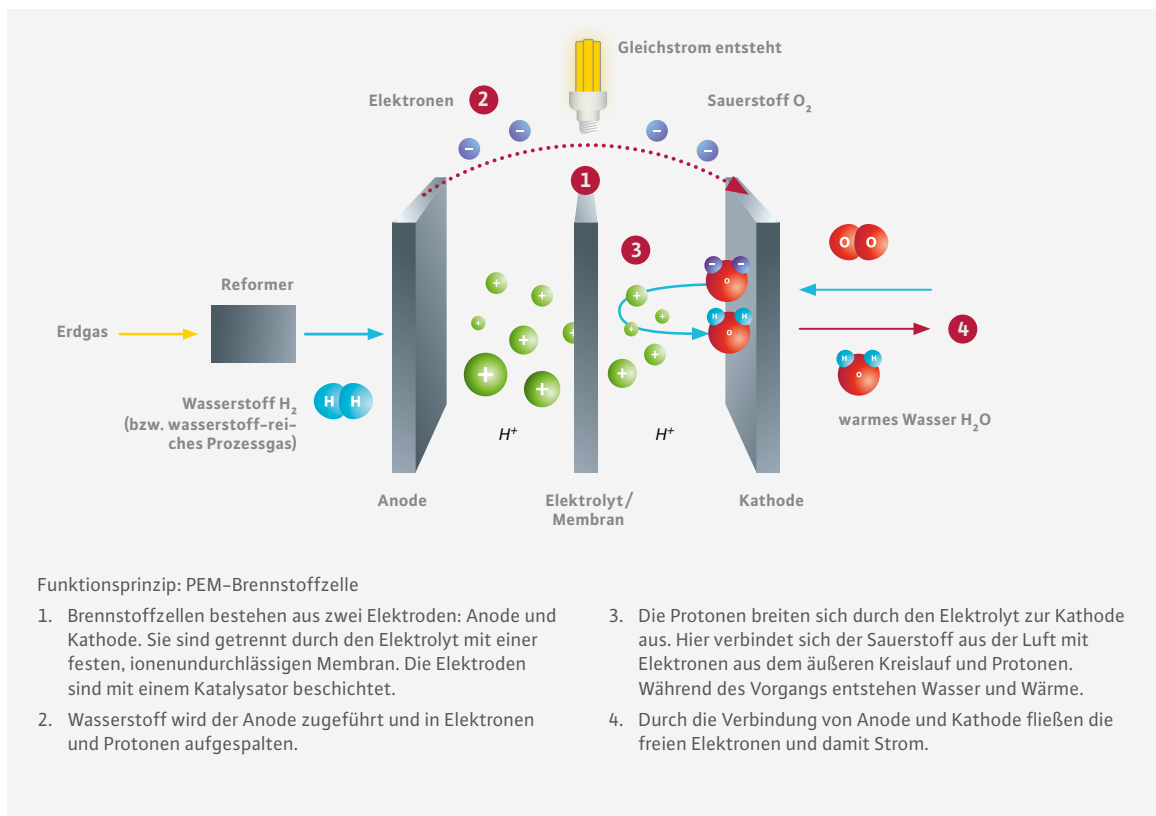 Gleichstrom entsteht
Elektronen 2
Sauerstoff O₂
− − − −
1
3
O O
− −
O
Reformer
+ + + + + + + + + + +
H H
O
Erdgas
4
H H
O
H H
Wasserstoff H₂
(bzw. wasserstoff-rei-
ches Prozessgas)
warmes Wasser H₂O
H⁺ H⁺
Anode
Elektrolyt/
Membran
Kathode
Funktionsprinzip: PEM-Brennstoffzelle
1. Brennstoffzellen bestehen aus zwei Elektroden: Anode und
Kathode. Sie sind getrennt durch den Elektrolyt mit einer
festen, ionenundurchlässigen Membran. Die Elektroden
sind mit einem Katalysator beschichtet.
2. Wasserstoff wird der Anode zugeführt und in Elektronen
und Protonen aufgespalten.
3. Die Protonen breiten sich durch den Elektrolyt zur Kathode
aus. Hier verbindet sich der Sauerstoff aus der Luft mit
Elektronen aus dem äußeren Kreislauf und Protonen.
Während des Vorgangs entstehen Wasser und Wärme.
4. Durch die Verbindung von Anode und Kathode fließen die
freien Elektronen und damit Strom.